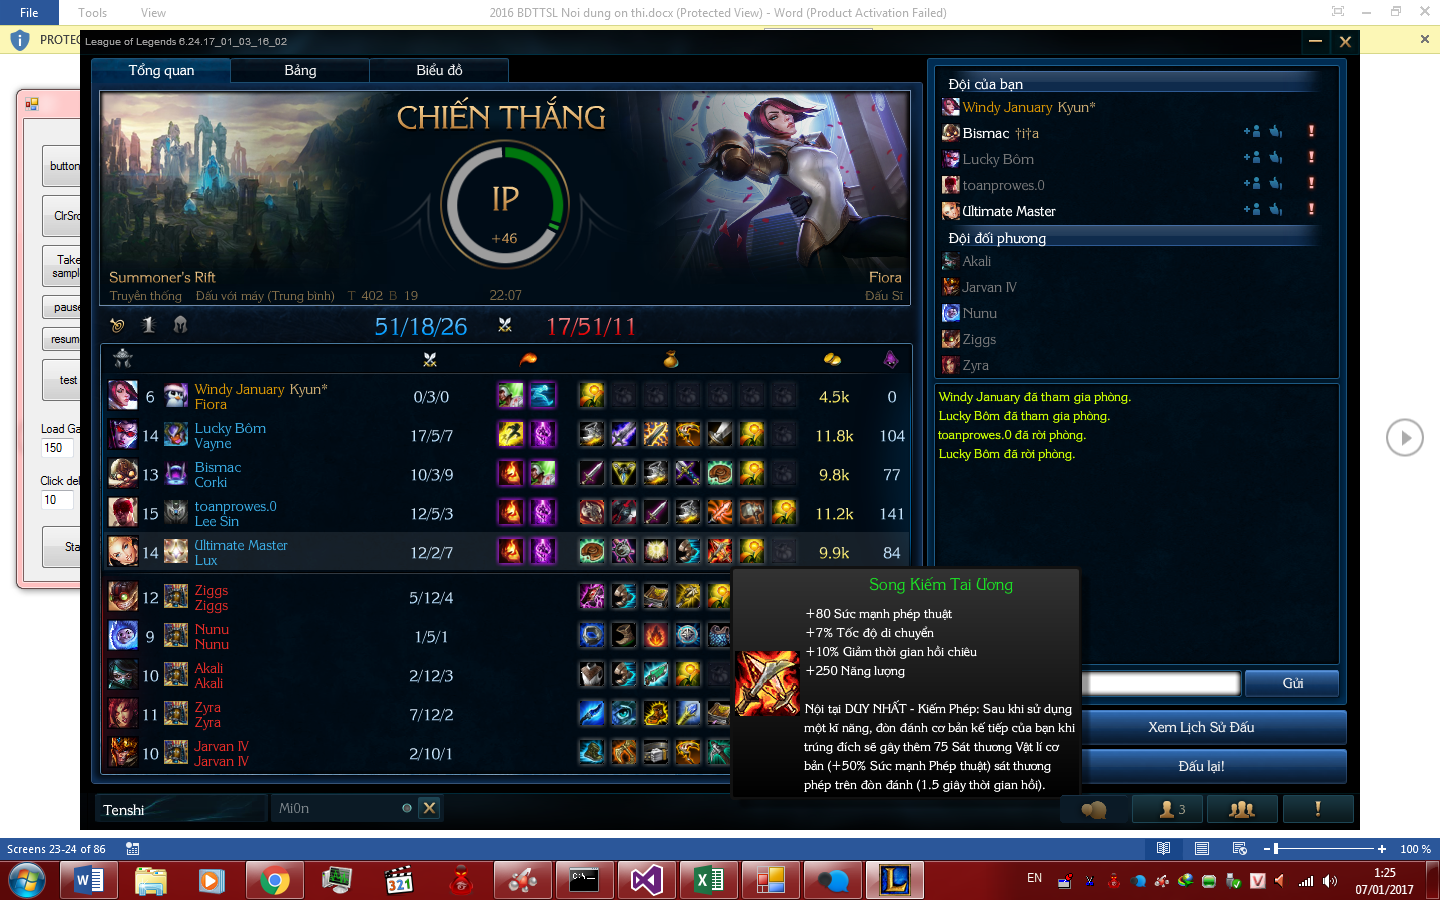 File
Tools
View
2016 BDTTSL Noi dung on thi.docx (Protected View) - Word (Product Activation Failed)
PROTEC
League of Legends 6.24.17_01_03_16_02
Tổng quan
Bảng
Biểu đồ
CHIẾN THẮNG
IP
+46
Summoner's Rift
Fiora
Truyền thống Đấu với máy (Trung bình) T 402 B 19
22:07
Đấu Sĩ
1
51/18/26
17/51/11
6 Windy January Kyun* 0/3/0 4.5k 0
Fiora
14 Lucky Bôm 17/5/7 11.8k 104
Vayne
13 Bismac 10/3/9 9.8k 77
Corki
15 toanprowes.0 12/5/3 11.2k 141
Lee Sin
14 Ultimate Master 12/2/7 9.9k 84
Lux
12 Ziggs 5/12/4
Ziggs
9 Nunu 1/5/1
Nunu
10 Akali 2/12/3
Akali
11 Zyra 7/12/2
Zyra
10 Jarvan IV 2/10/1
Jarvan IV
Đội của bạn
Windy January Kyun*
Bismac †i†a
Lucky Bôm
toanprowes.0
Ultimate Master
Đội đối phương
Akali
Jarvan IV
Nunu
Ziggs
Zyra
Windy January đã tham gia phòng.
Lucky Bôm đã tham gia phòng.
toanprowes.0 đã rời phòng.
Lucky Bôm đã rời phòng.
Gửi
Xem Lịch Sử Đấu
Đấu lại!
Song Kiếm Tai Ương
+80 Sức mạnh phép thuật
+7% Tốc độ di chuyển
+10% Giảm thời gian hồi chiêu
+250 Năng lượng
Nội tại DUY NHẤT - Kiếm Phép: Sau khi sử dụng
một kĩ năng, đòn đánh cơ bản kế tiếp của bạn khi
trúng đích sẽ gây thêm 75 Sát thương Vật lí cơ
bản (+50% Sức mạnh Phép thuật) sát thương
phép trên đòn đánh (1.5 giây thời gian hồi).
Tenshi
Mi0n
3
button
ClrSrc
Take
sampl
pause
resum
test
Load Ga
150
Click del
10
Sta
Screens 23-24 of 86
100 %
EN
1:25
07/01/2017